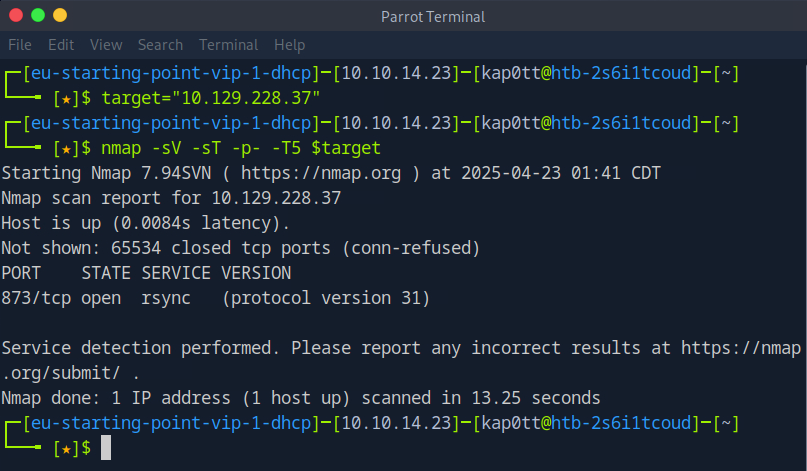 Parrot Terminal
File Edit View Search Terminal Help
┌─[eu-starting-point-vip-1-dhcp]─[10.10.14.23]─[kap0tt@htb-2s6i1tcoud]─[~]
└──╼ [★]$ target="10.129.228.37"
┌─[eu-starting-point-vip-1-dhcp]─[10.10.14.23]─[kap0tt@htb-2s6i1tcoud]─[~]
└──╼ [★]$ nmap -sV -sT -p- -T5 $target
Starting Nmap 7.94SVN ( https://nmap.org ) at 2025-04-23 01:41 CDT
Nmap scan report for 10.129.228.37
Host is up (0.0084s latency).
Not shown: 65534 closed tcp ports (conn-refused)
PORT    STATE SERVICE VERSION
873/tcp open  rsync   (protocol version 31)

Service detection performed. Please report any incorrect results at https://nmap
.org/submit/ .
Nmap done: 1 IP address (1 host up) scanned in 13.25 seconds
┌─[eu-starting-point-vip-1-dhcp]─[10.10.14.23]─[kap0tt@htb-2s6i1tcoud]─[~]
└──╼ [★]$